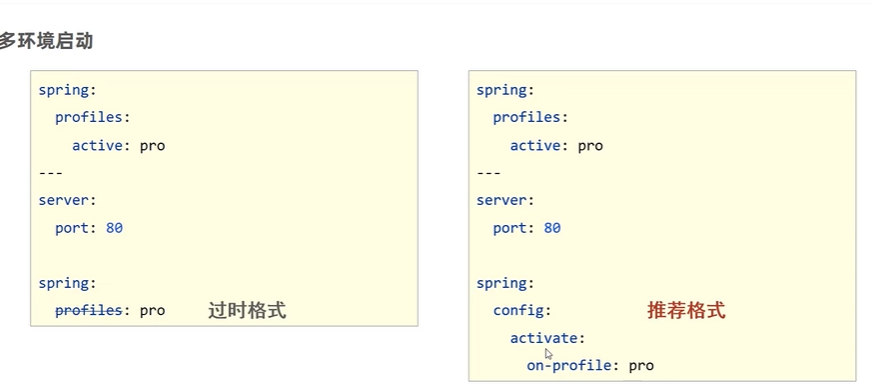 多环境启动
spring:
  profiles:
    active: pro
---
server:
  port: 80

spring:
  profiles: pro 过时格式
spring:
  profiles:
    active: pro
---
server:
  port: 80

spring:
  config: 推荐格式
    activate:
      on-profile: pro